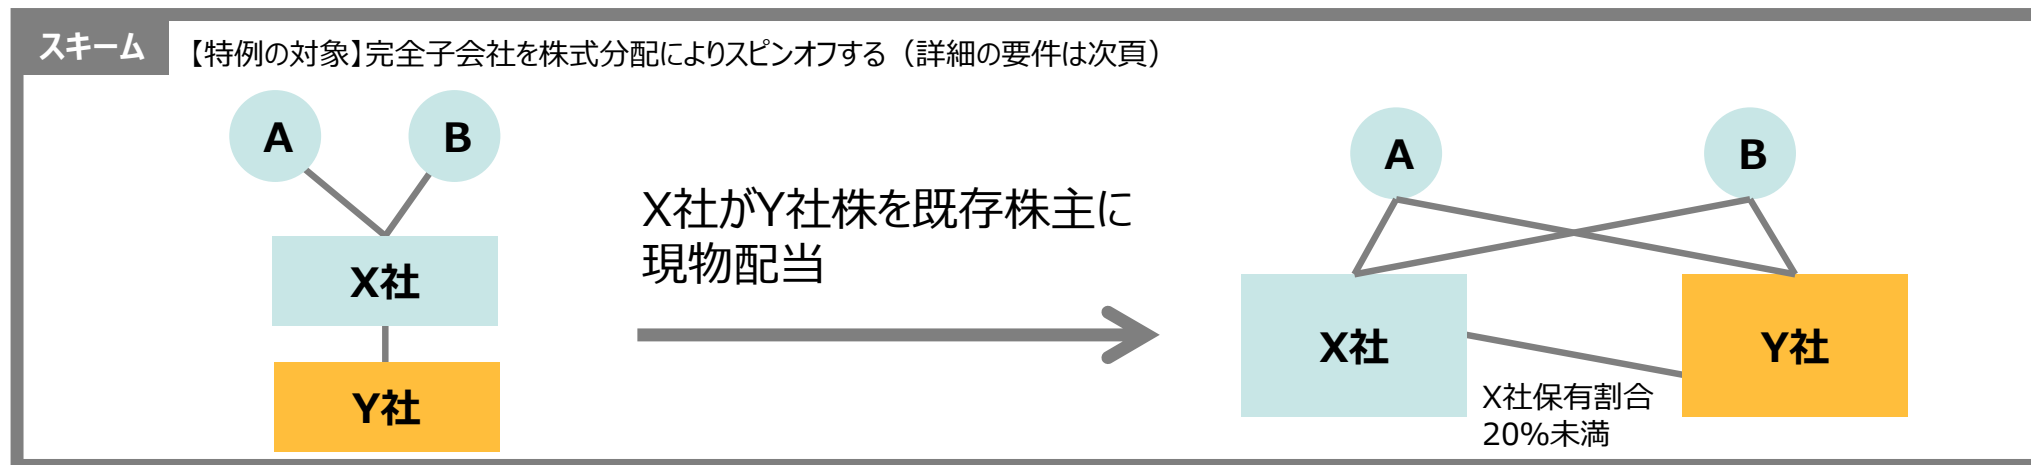 スキーム
【特例の対象】完全子会社を株式分配によりスピンオフする（詳細の要件は次頁）
A
B
X社
Y社
X社がY社株を既存株主に
現物配当
A
B
X社
Y社
X社保有割合
20%未満